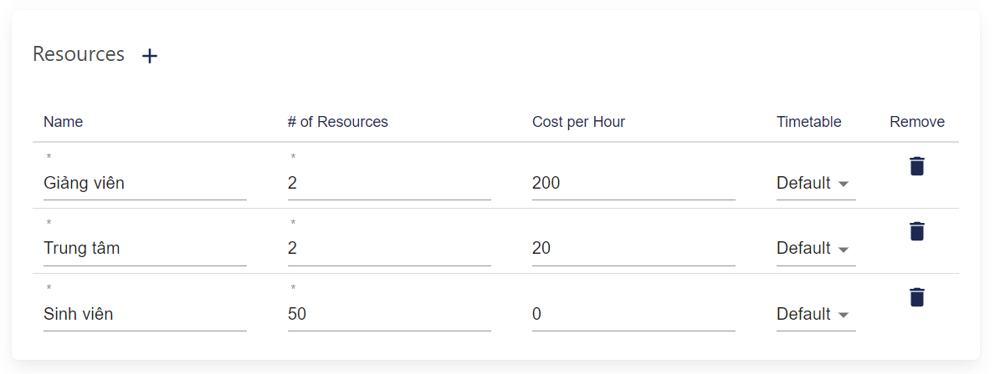 Resources +
Name # of Resources Cost per Hour Timetable Remove
* *
Giảng viên 2 200 Default
* *
Trung tâm 2 20 Default
* *
Sinh viên 50 0 Default